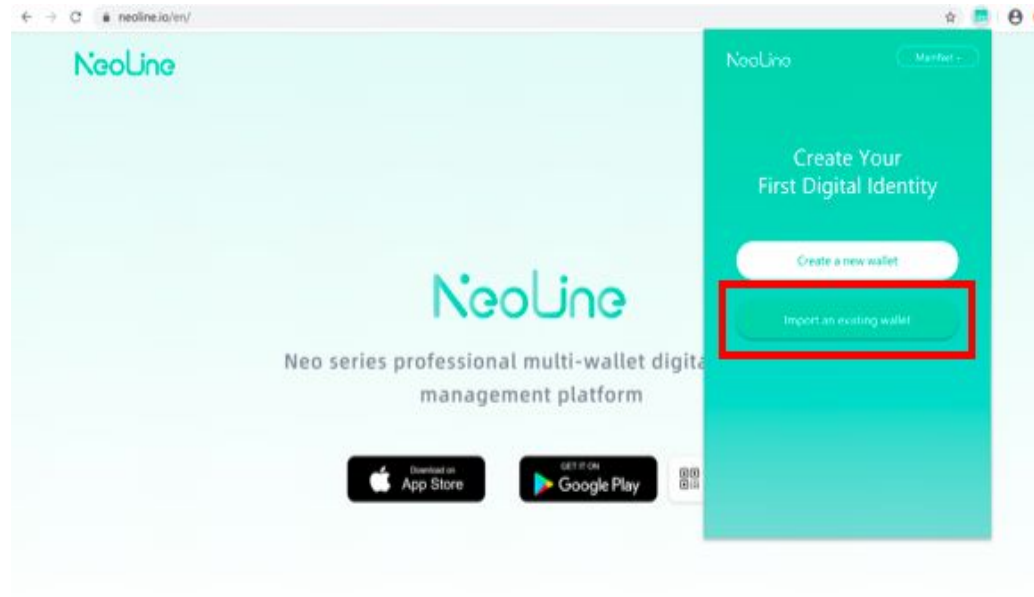 neoline.io/en/
NeoLine
NeoLine
MainNet
Create Your
First Digital Identity
Create a new wallet
Import an existing wallet
NeoLine
Neo series professional multi-wallet digita
management platform
Download on
App Store
GET IT ON
Google Play